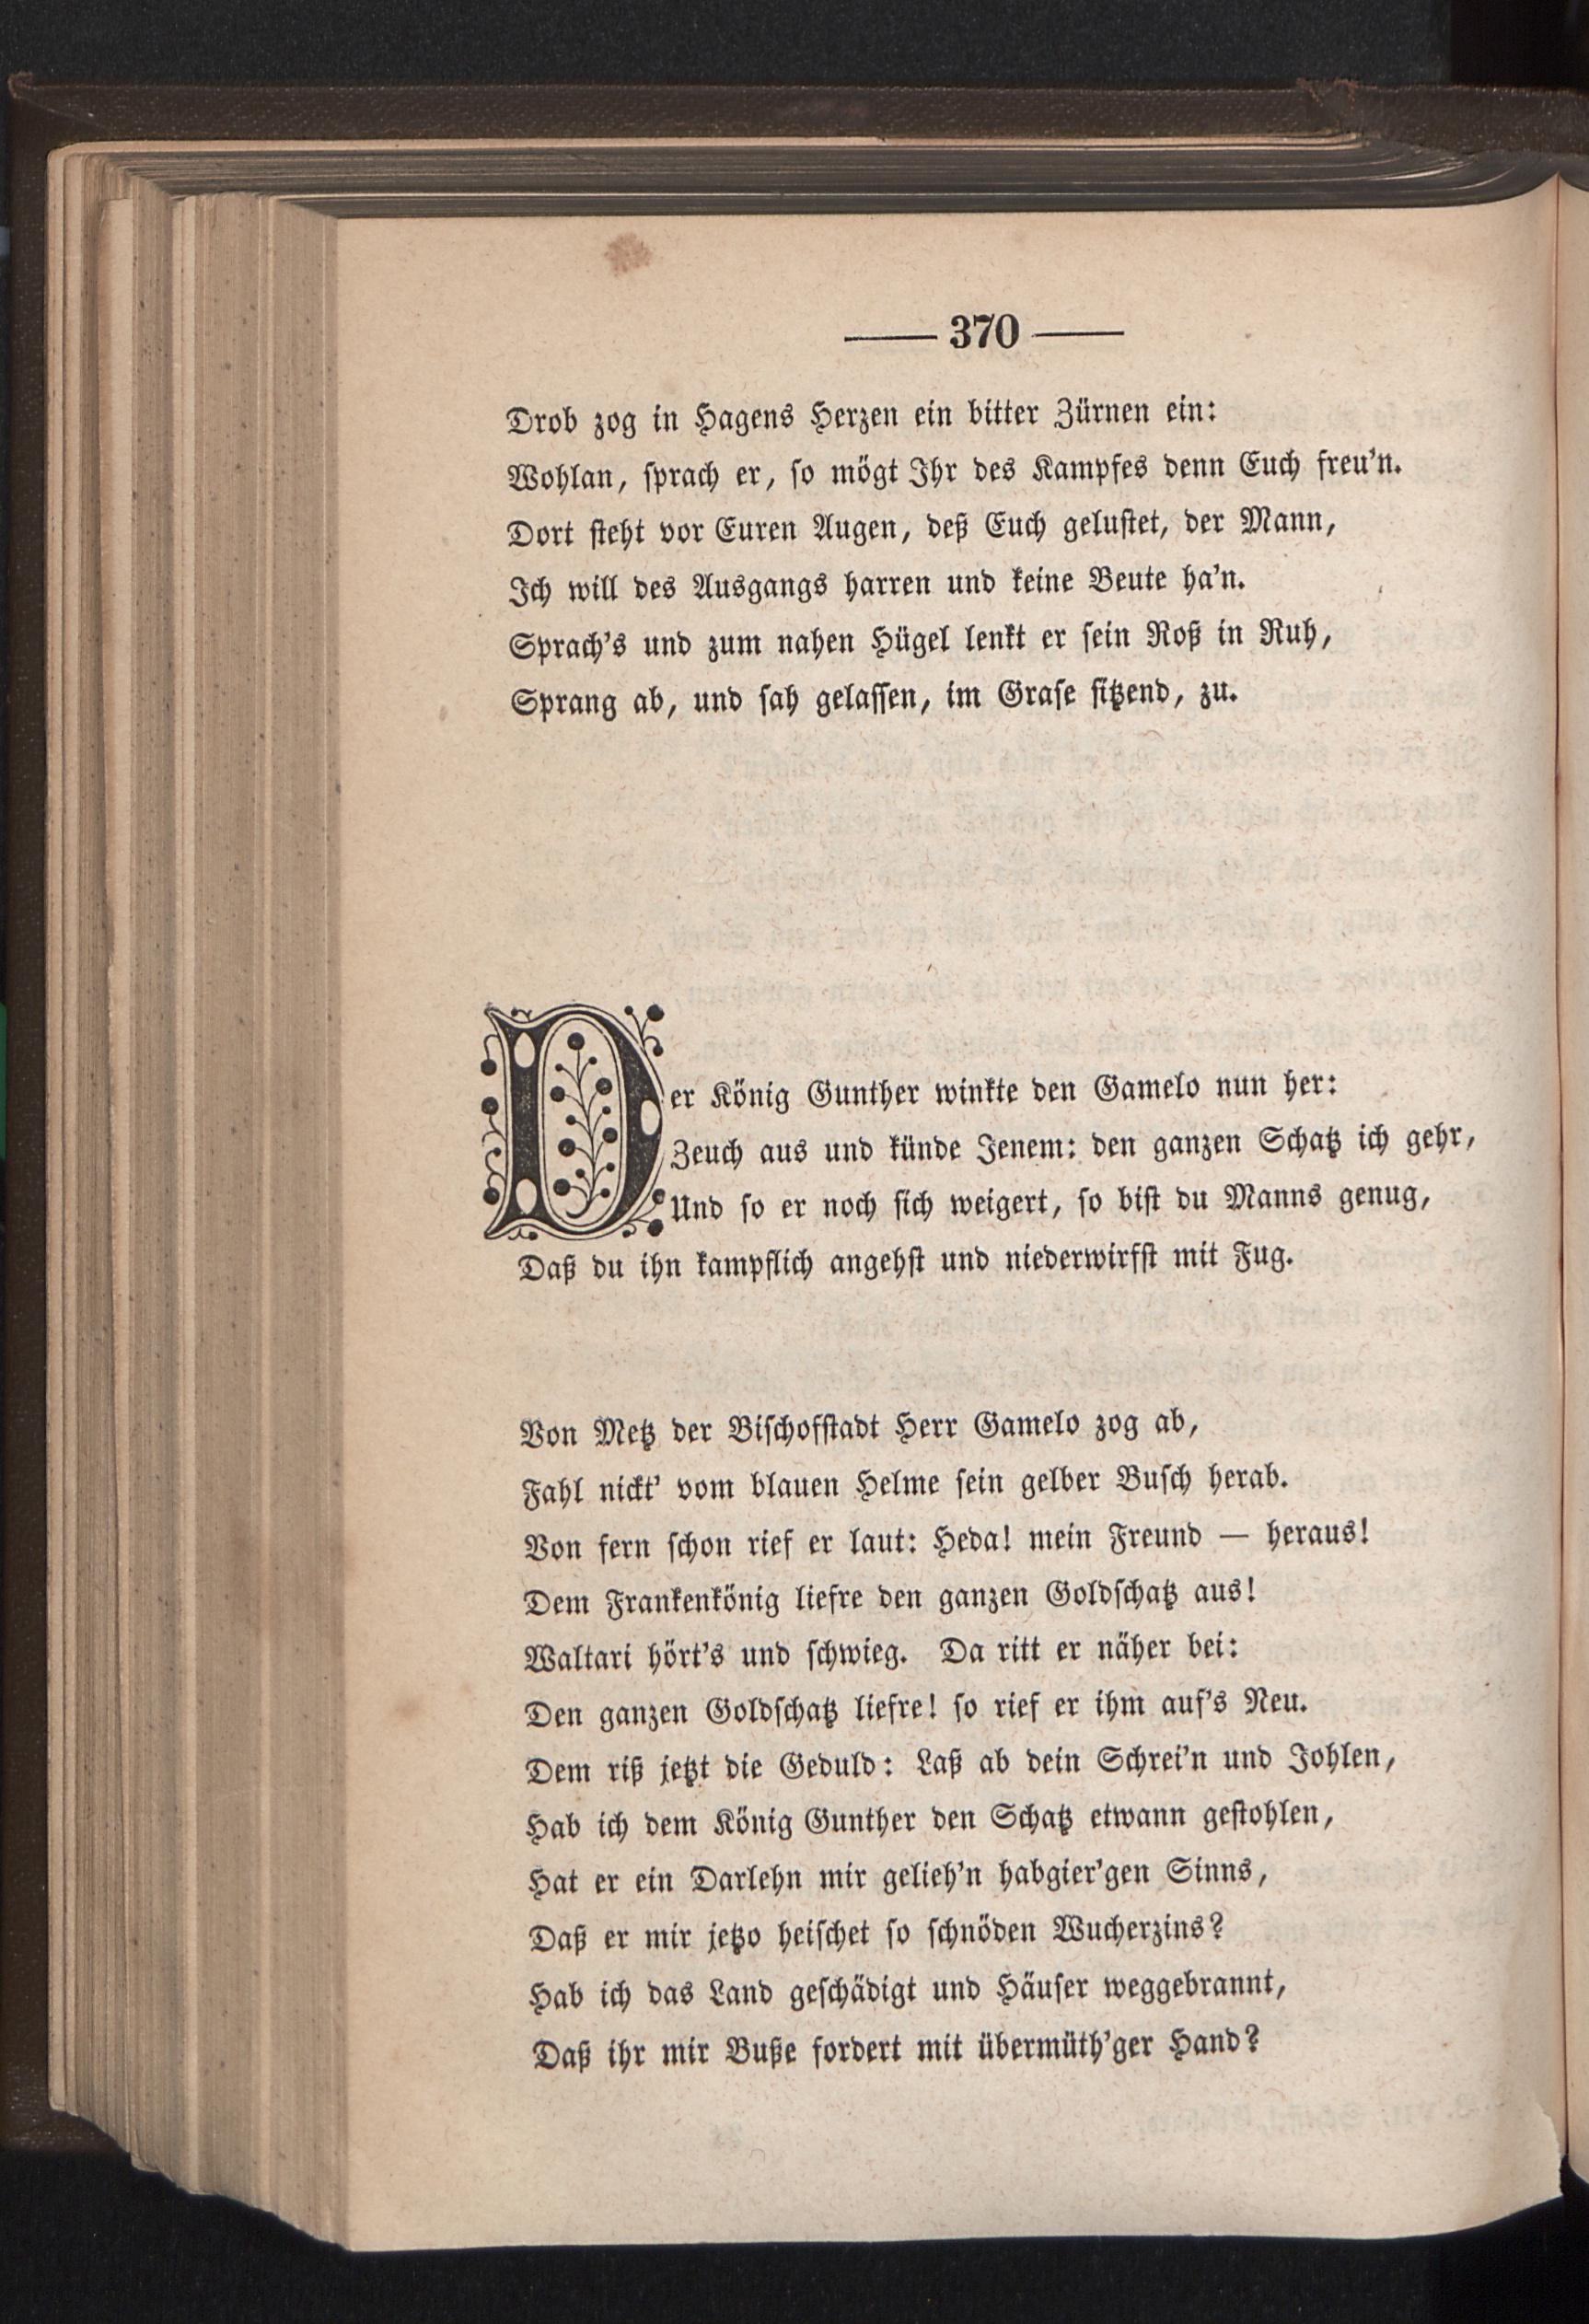 370
Drob zog in Hagens Herzen ein bitter Zürnen ein:
Wohlan, sprach er, so mögt Ihr des Kampfes denn Euch freu'n.
Dort steht vor Euren Augen, deß Euch gelustet, der Mann,
Ich will des Ausgangs harren und keine Beute ha'n.
Sprach's und zum nahen Hügel lenkt er sein Roß in Ruh,
Sprang ab, und sah gelassen, im Grase sitzend, zu.
Der König Gunther winkte den Gamelo nun her:
Zeuch aus und künde Jenem: den ganzen Schatz ich gehr,
Und so er noch sich weigert, so bist du Manns genug,
Daß du ihn kampflich angehst und niederwirfst mit Fug.
Von Metz der Bischofstadt Herr Gamelo zog ab,
Fahl nickt' vom blauen Helme sein gelber Busch herab.
Von fern schon rief er laut: Heda! mein Freund — heraus!
Dem Frankenkönig liefre den ganzen Goldschatz aus!
Waltari hört's und schwieg. Da ritt er näher bei:
Den ganzen Goldschatz liefre! so rief er ihm auf's Neu.
Dem riß jetzt die Geduld: Laß ab dein Schrei'n und Johlen,
Hab ich dem König Gunther den Schatz etwann gestohlen,
Hat er ein Darlehn mir gelieh'n habgier'gen Sinns,
Daß er mir jetzo heischet so schnöden Wucherzins?
Hab ich das Land geschädigt und Häuser weggebrannt,
Daß ihr mir Buße fordert mit übermüth'ger Hand?